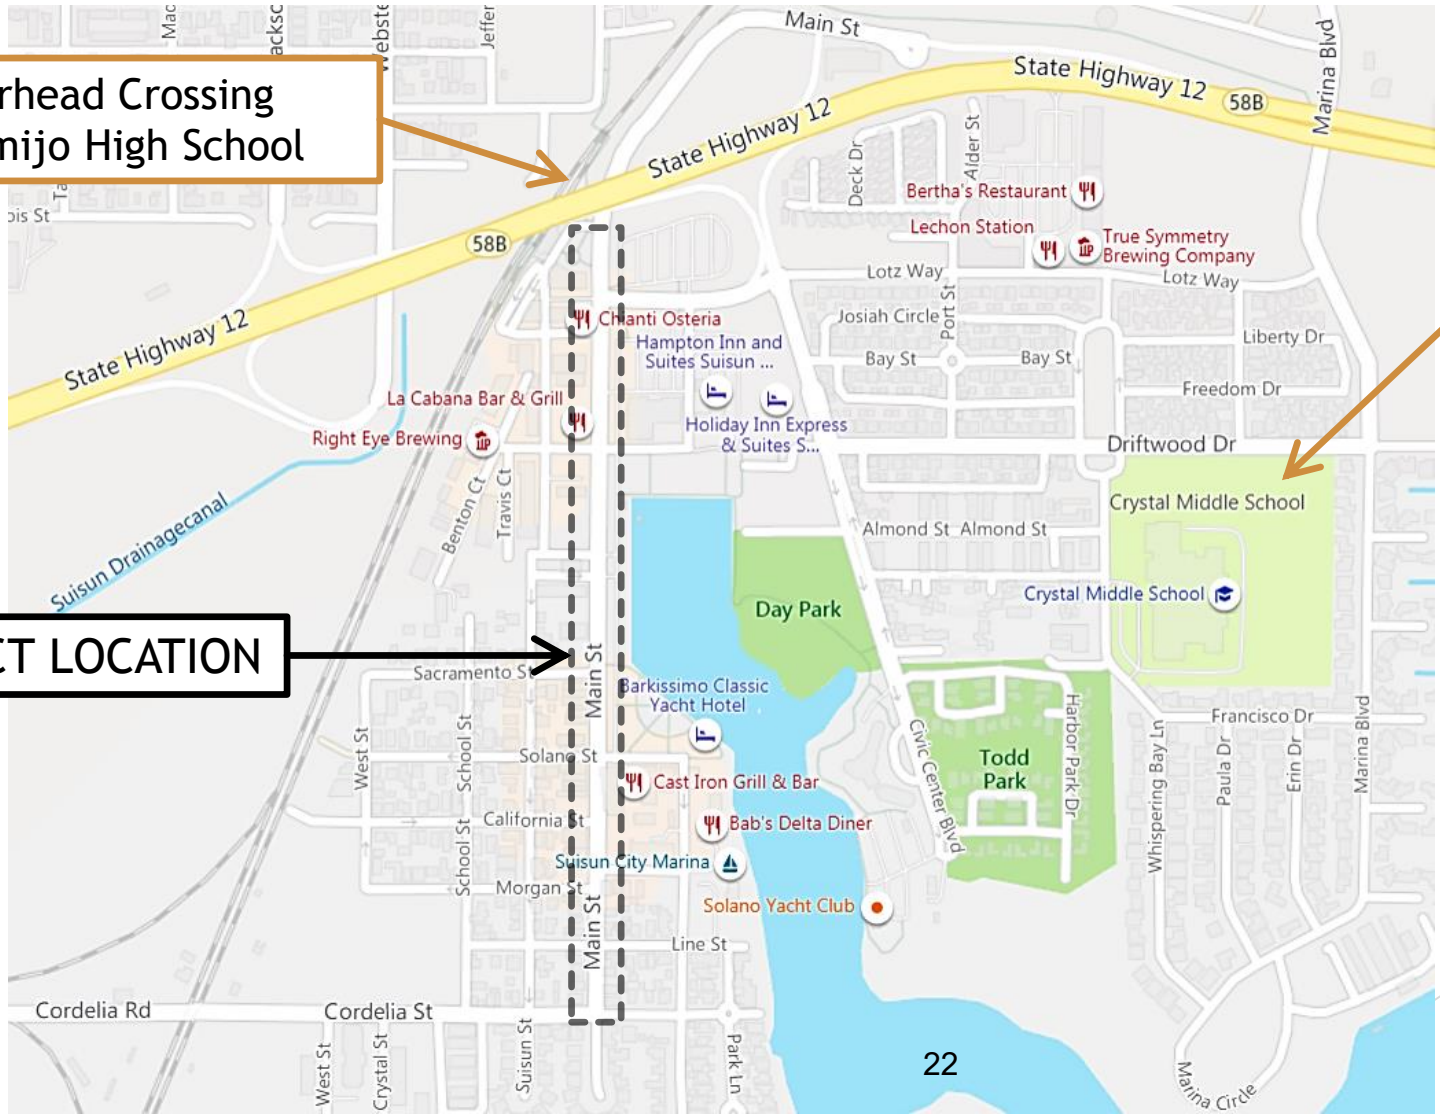 Main St
Marina Blvd
State Highway 12
58B
rhead Crossing
mijo High School
State Highway 12
Deck Dr
Alder St
Bertha's Restaurant
Lechon Station
True Symmetry
Brewing Company
58B
Lotz Way
Lotz Way
Josiah Circle
Port St
Liberty Dr
Chianti Osteria
Hampton Inn and
Suites Suisun ...
Bay St
Bay St
State Highway 12
Freedom Dr
La Cabana Bar & Grill
Holiday Inn Express
& Suites S...
Right Eye Brewing
Driftwood Dr
Benton Ct
Travis Ct
Crystal Middle School
Almond St
Almond St
Suisun Drainagecanal
Crystal Middle School
Day Park
CT LOCATION
Sacramento St
Main St
Barkissimo Classic
Yacht Hotel
Harbor Park Dr
Francisco Dr
West St
School St
Solano St
Civic Center Blvd
Todd
Park
Whispering Bay Ln
Paula Dr
Erin Dr
Marina Blvd
Cast Iron Grill & Bar
California St
Bab's Delta Diner
School St
Suisun City Marina
Morgan St
Solano Yacht Club
Main St
Line St
Cordelia Rd
Cordelia St
West St
Crystal St
Suisun St
Park Ln
22
Marina Circle